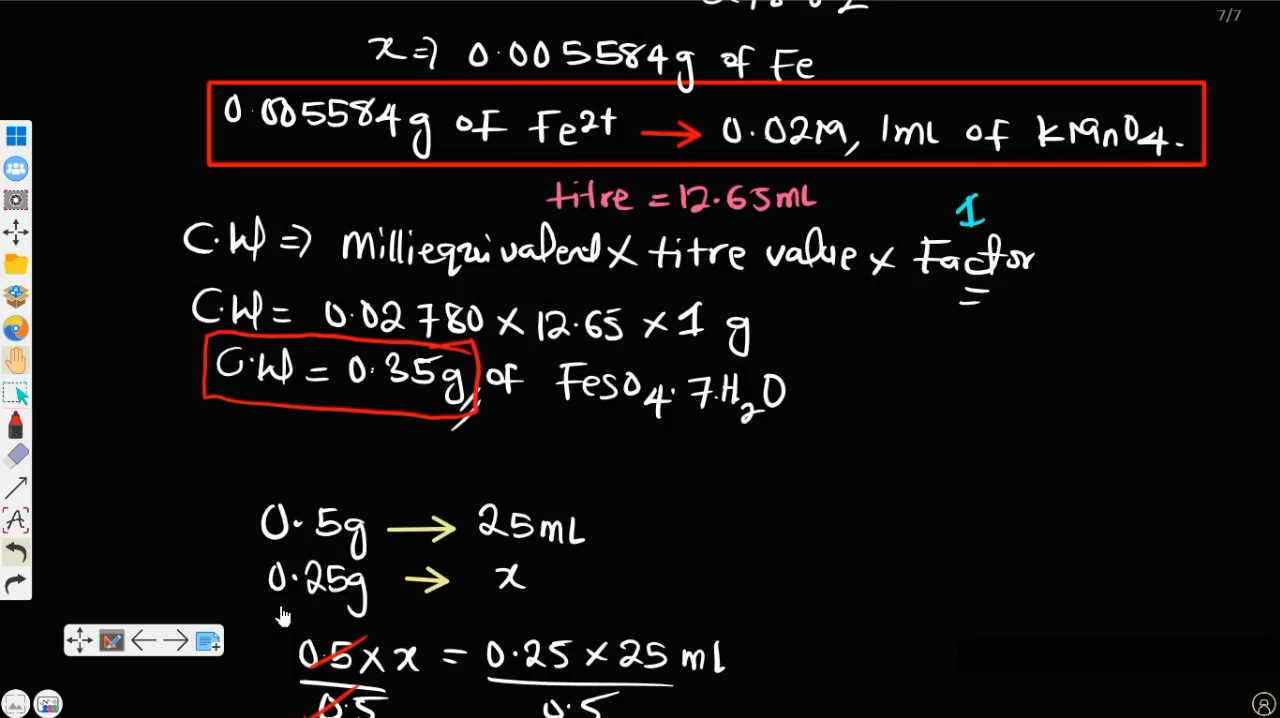 7/7
x ⇒ 0.005584g of Fe
0.005584g of Fe2+ → 0.02M, 1mL of KMnO4.
titre = 12.65mL
1
C.W ⇒ Milliequivalent × titre value × Factor
C.W = 0.02780 × 12.65 × 1 g
C.W = 0.35g, of FeSO4.7.H2O
0.5g → 25mL
0.25g → x
0.5 × x = 0.25 × 25 mL
0.5 0.5